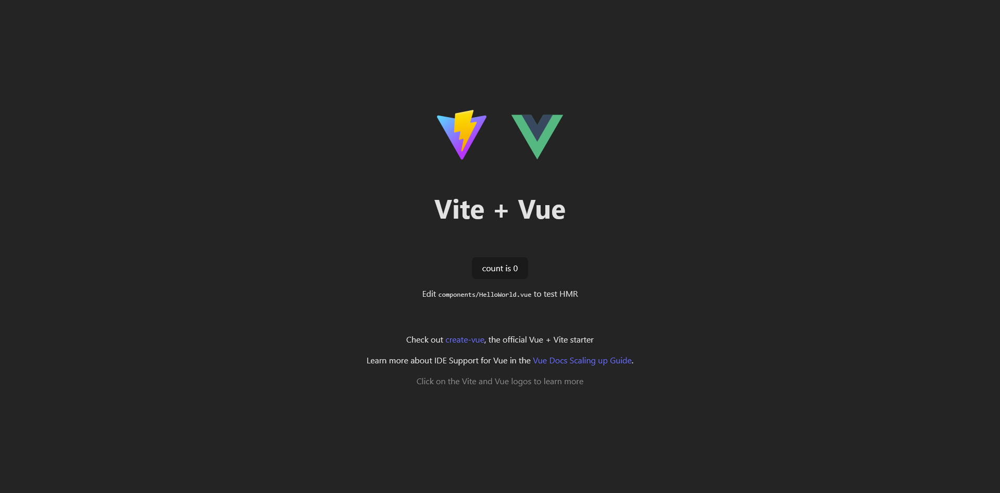 Vite + Vue
count is 0
Edit components/HelloWorld.vue to test HMR
Check out create-vue, the official Vue + Vite starter
Learn more about IDE Support for Vue in the Vue Docs Scaling up Guide.
Click on the Vite and Vue logos to learn more